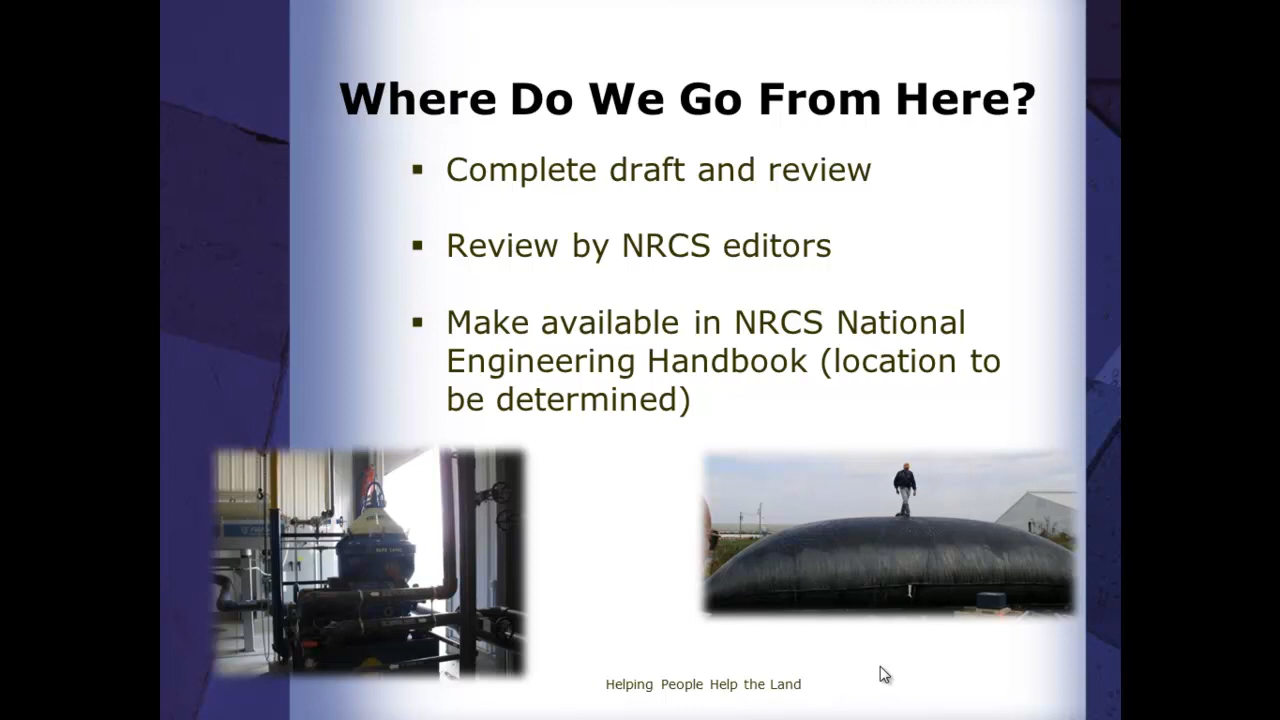 Where Do We Go From Here?
▪ Complete draft and review
▪ Review by NRCS editors
▪ Make available in NRCS National
Engineering Handbook (location to
be determined)
Helping People Help the Land